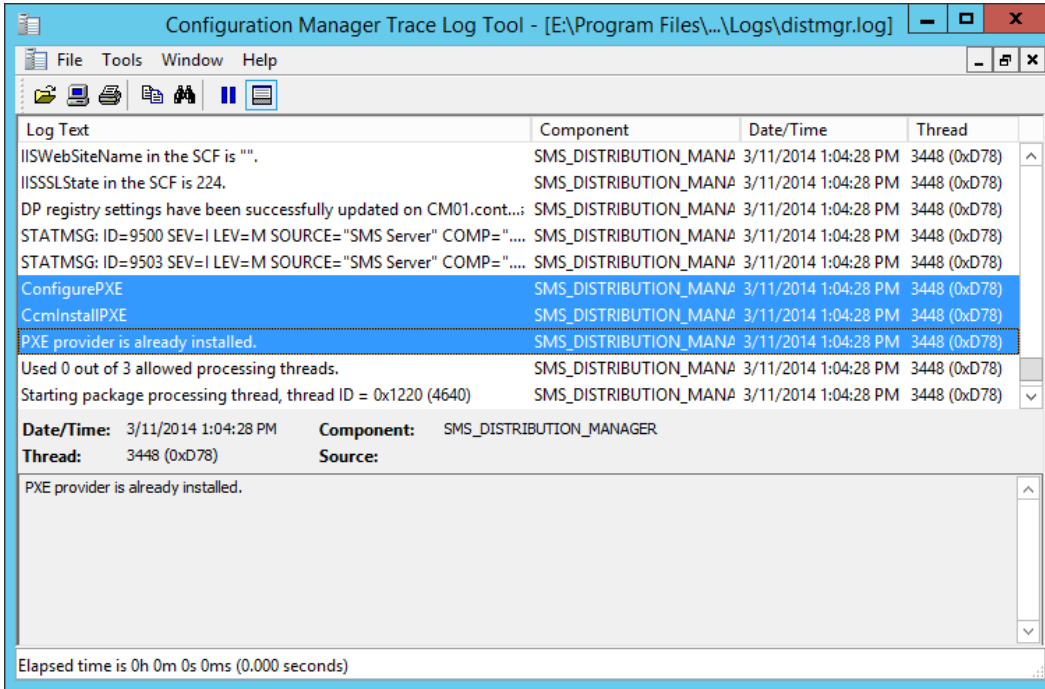 Configuration Manager Trace Log Tool - [E:\Program Files\...\Logs\distmgr.log]
File Tools Window Help
Log Text Component Date/Time Thread
IISWebSiteName in the SCF is "". SMS_DISTRIBUTION_MANA 3/11/2014 1:04:28 PM 3448 (0xD78)
IISSSLState in the SCF is 224. SMS_DISTRIBUTION_MANA 3/11/2014 1:04:28 PM 3448 (0xD78)
DP registry settings have been successfully updated on CM01.cont... SMS_DISTRIBUTION_MANA 3/11/2014 1:04:28 PM 3448 (0xD78)
STATMSG: ID=9500 SEV=I LEV=M SOURCE="SMS Server" COMP=".... SMS_DISTRIBUTION_MANA 3/11/2014 1:04:28 PM 3448 (0xD78)
STATMSG: ID=9503 SEV=I LEV=M SOURCE="SMS Server" COMP=".... SMS_DISTRIBUTION_MANA 3/11/2014 1:04:28 PM 3448 (0xD78)
ConfigurePXE SMS_DISTRIBUTION_MANA 3/11/2014 1:04:28 PM 3448 (0xD78)
CcmInstallPXE SMS_DISTRIBUTION_MANA 3/11/2014 1:04:28 PM 3448 (0xD78)
PXE provider is already installed. SMS_DISTRIBUTION_MANA 3/11/2014 1:04:28 PM 3448 (0xD78)
Used 0 out of 3 allowed processing threads. SMS_DISTRIBUTION_MANA 3/11/2014 1:04:28 PM 3448 (0xD78)
Starting package processing thread, thread ID = 0x1220 (4640) SMS_DISTRIBUTION_MANA 3/11/2014 1:04:28 PM 3448 (0xD78)
Date/Time: 3/11/2014 1:04:28 PM Component: SMS_DISTRIBUTION_MANAGER
Thread: 3448 (0xD78) Source:
PXE provider is already installed.
Elapsed time is 0h 0m 0s 0ms (0.000 seconds)